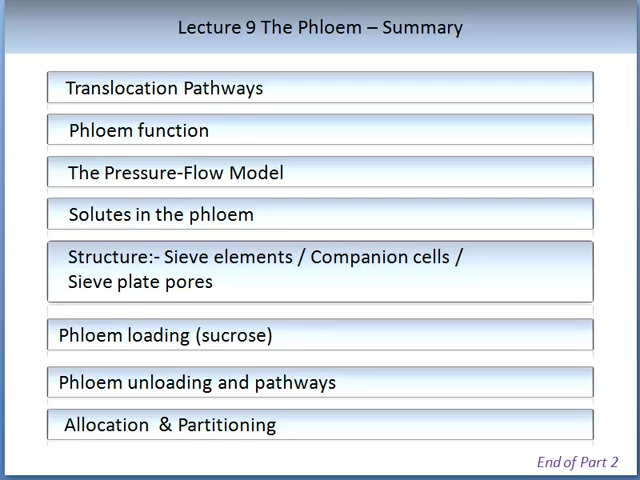 Lecture 9 The Phloem – Summary
Translocation Pathways
Phloem function
The Pressure-Flow Model
Solutes in the phloem
Structure:- Sieve elements / Companion cells /
Sieve plate pores
Phloem loading (sucrose)
Phloem unloading and pathways
Allocation & Partitioning
End of Part 2